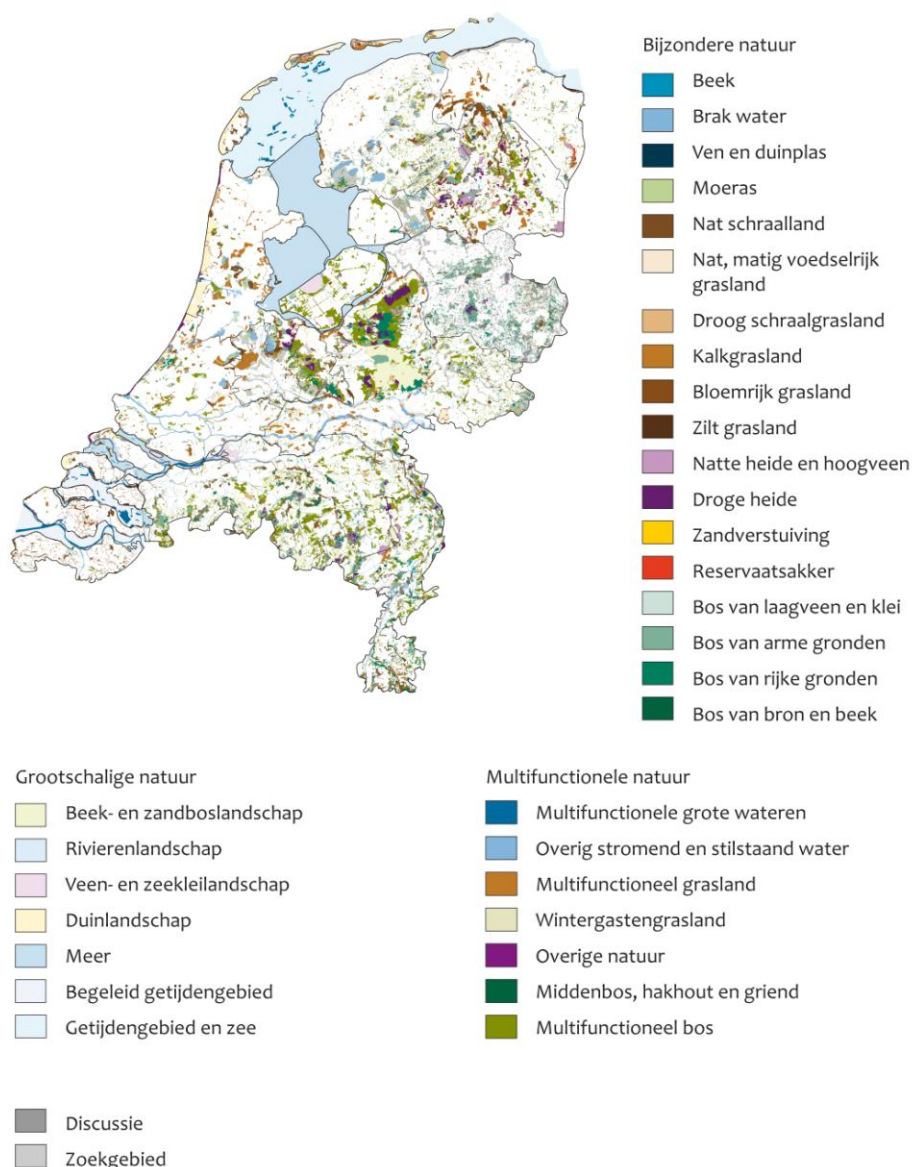 Bijzondere natuur
Beek
Brak water
Ven en duinplas
Moeras
Nat schraalland
Nat, matig voedselrijk
grasland
Droog schraalgrasland
Kalkgrasland
Bloemrijk grasland
Zilt grasland
Natte heide en hoogveen
Droge heide
Zandverstuiving
Reservaatsakker
Bos van laagveen en klei
Bos van arme gronden
Bos van rijke gronden
Bos van bron en beek
Grootschalige natuur
Beek- en zandboslandschap
Rivierenlandschap
Veen- en zeekleilandschap
Duinlandschap
Meer
Begeleid getijdengebied
Getijdengebied en zee
Multifunctionele natuur
Multifunctionele grote wateren
Overig stromend en stilstaand water
Multifunctioneel grasland
Wintergastengrasland
Overige natuur
Middenbos, hakhout en griend
Multifunctioneel bos
Discussie
Zoekgebied